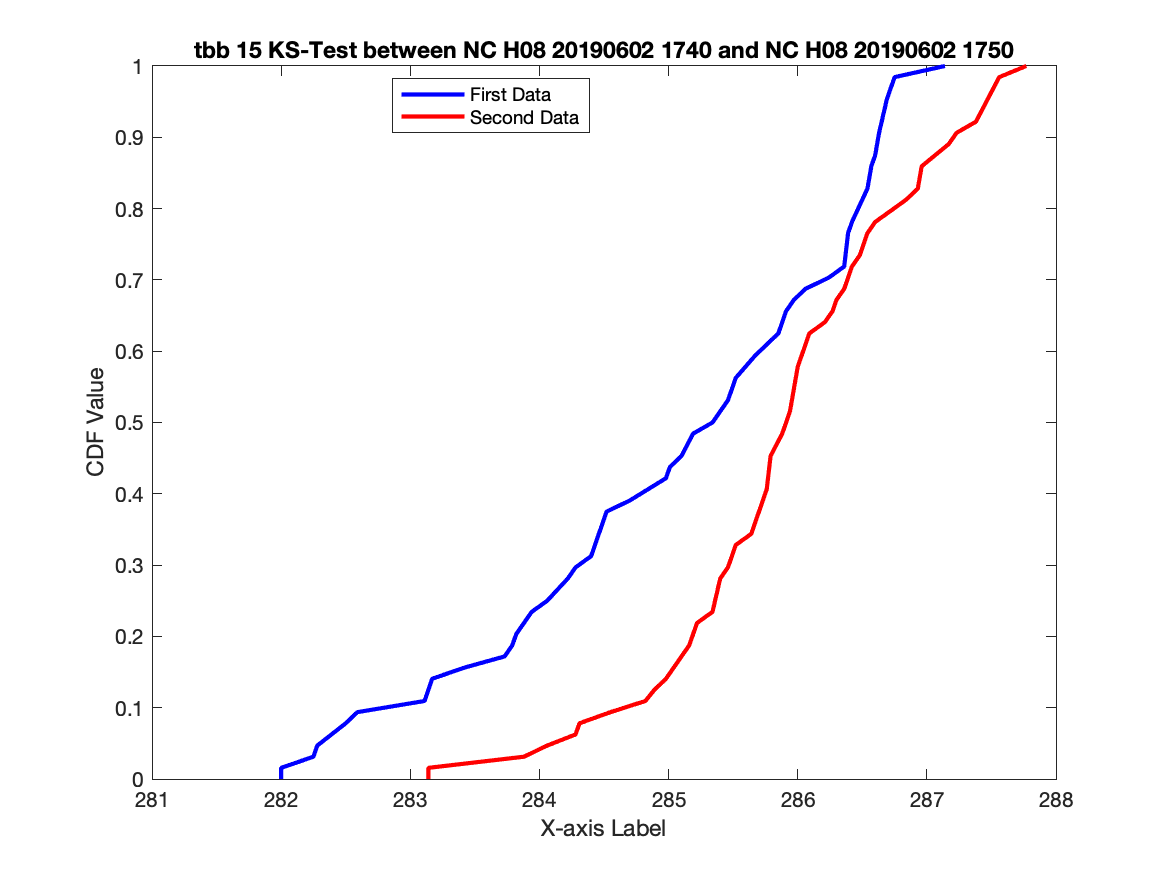 tbb 15 KS-Test between NC H08 20190602 1740 and NC H08 20190602 1750
First Data
Second Data
1
0.9
0.8
0.7
0.6
0.5
0.4
0.3
0.2
0.1
0
CDF Value
281 282 283 284 285 286 287 288
X-axis Label